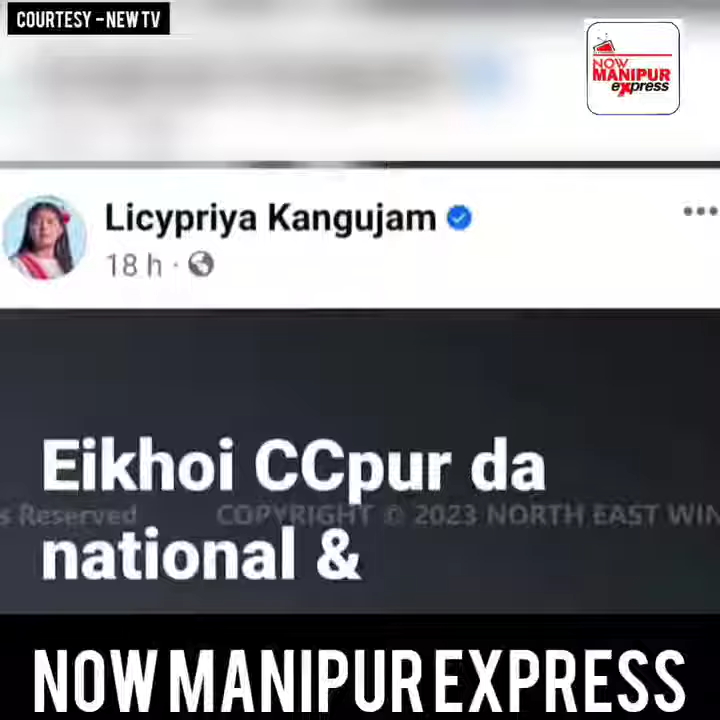 COURTESY - NEW TV
NOW
MANIPUR
express
Licypriya Kangujam
18 h ·
Eikhoi CCpur da
s Reserved COPYRIGHT © 2023 NORTH EAST WIN
national &
NOW MANIPUR EXPRESS